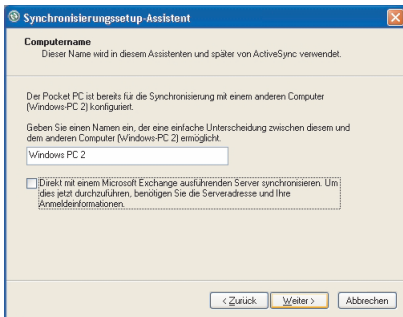 Synchronisierungssetup-Assistent
Computername
Dieser Name wird in diesem Assistenten und später von ActiveSync verwendet.
Der Pocket PC ist bereits für die Synchronisierung mit einem anderen Computer
(Windows-PC 2) konfiguriert.
Geben Sie einen Namen ein, der eine einfache Unterscheidung zwischen diesem und
dem anderen Computer (Windows-PC 2) ermöglicht.
Windows PC 2
Direkt mit einem Microsoft Exchange ausführenden Server synchronisieren. Um
dies jetzt durchzuführen, benötigen Sie die Serveradresse und Ihre
Anmeldeinformationen.
< Zurück Weiter > Abbrechen